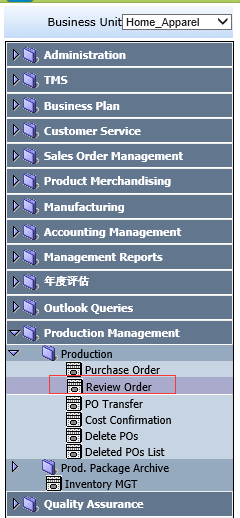 Business Unit Home_Apparel
Administration
TMS
Business Plan
Customer Service
Sales Order Management
Product Merchandising
Manufacturing
Accounting Management
Management Reports
年度评估
Outlook Queries
Production Management
Production
Purchase Order
Review Order
PO Transfer
Cost Confirmation
Delete POs
Deleted POs List
Prod. Package Archive
Inventory MGT
Quality Assurance